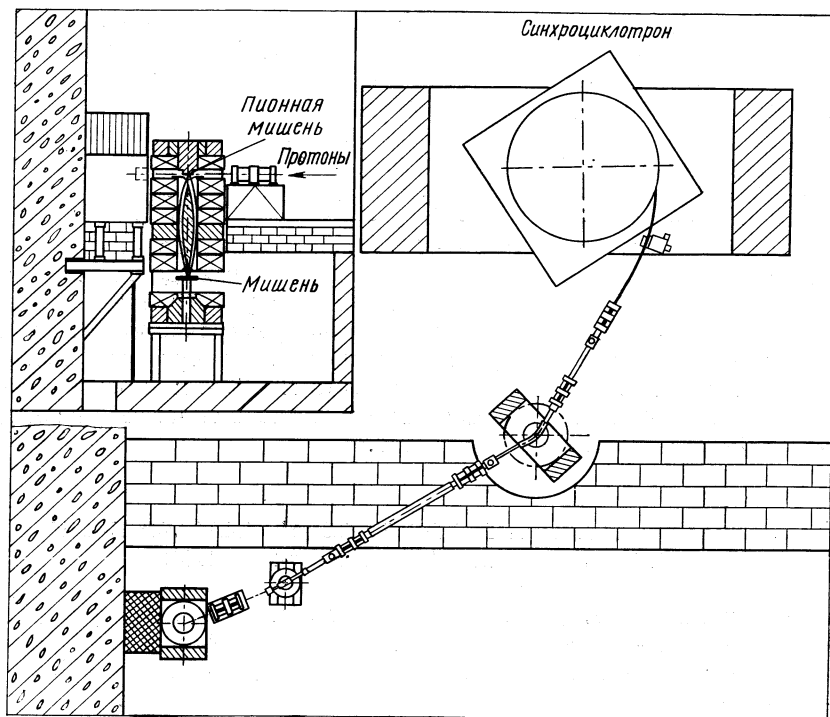 Синхроциклотрон
Пионная
мишень
Протоны
Мишень